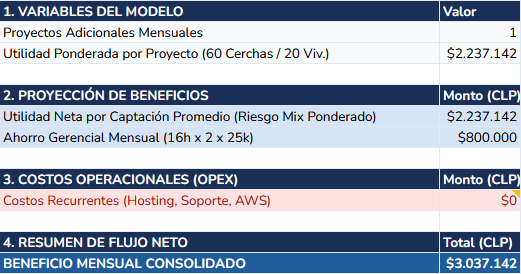 1. VARIABLES DEL MODELO Valor
Proyectos Adicionales Mensuales 1
Utilidad Ponderada por Proyecto (60 Cerchas / 20 Viv.) $2.237.142
2. PROYECCIÓN DE BENEFICIOS Monto (CLP)
Utilidad Neta por Captación Promedio (Riesgo Mix Ponderado) $2.237.142
Ahorro Gerencial Mensual (16h x 2 x 25k) $800.000
3. COSTOS OPERACIONALES (OPEX) Monto (CLP)
Costos Recurrentes (Hosting, Soporte, AWS) $0
4. RESUMEN DE FLUJO NETO Total (CLP)
BENEFICIO MENSUAL CONSOLIDADO $3.037.142